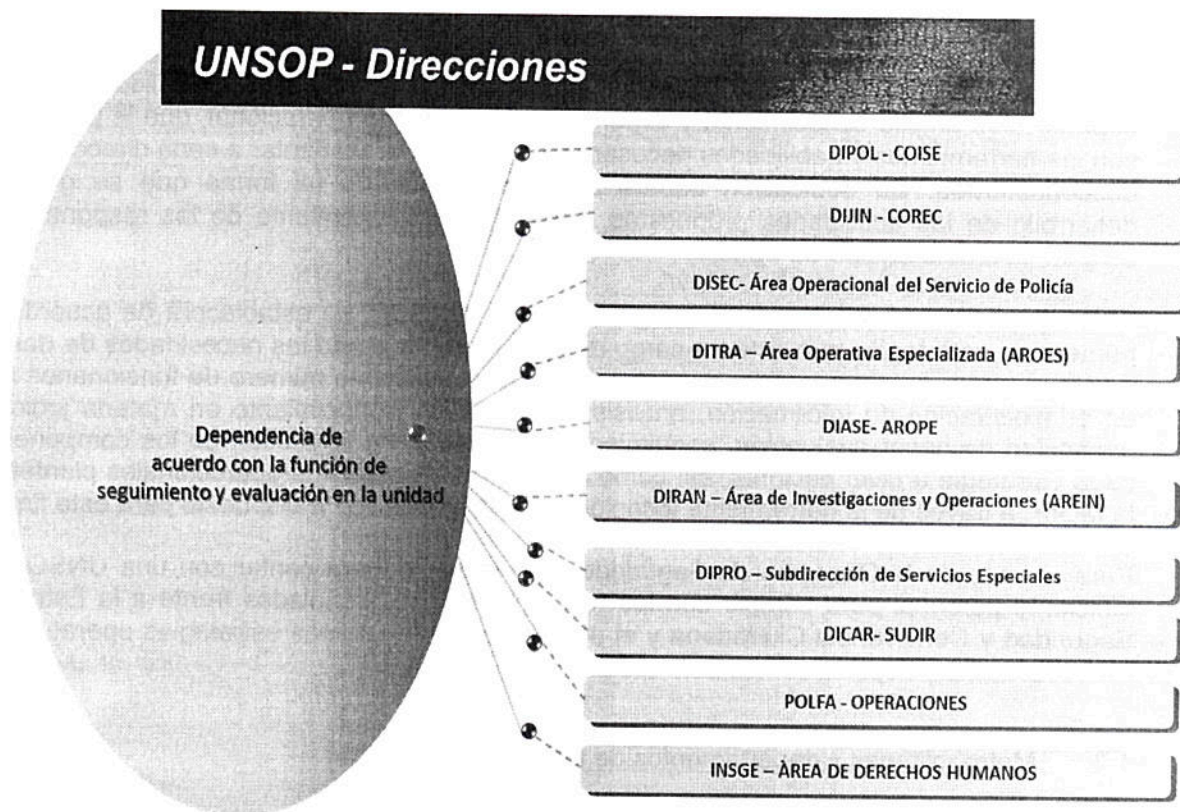 UNSOP - Direcciones
DIPOL - COISE
DIJIN - COREC
DISEC- Área Operacional del Servicio de Policía
DITRA – Área Operativa Especializada (AROES)
DIASE- AROPE
DIRAN – Área de Investigaciones y Operaciones (AREIN)
DIPRO – Subdirección de Servicios Especiales
DICAR- SUDIR
POLFA - OPERACIONES
INSGE – ÀREA DE DERECHOS HUMANOS
Dependencia de
acuerdo con la función de
seguimiento y evaluación en la unidad